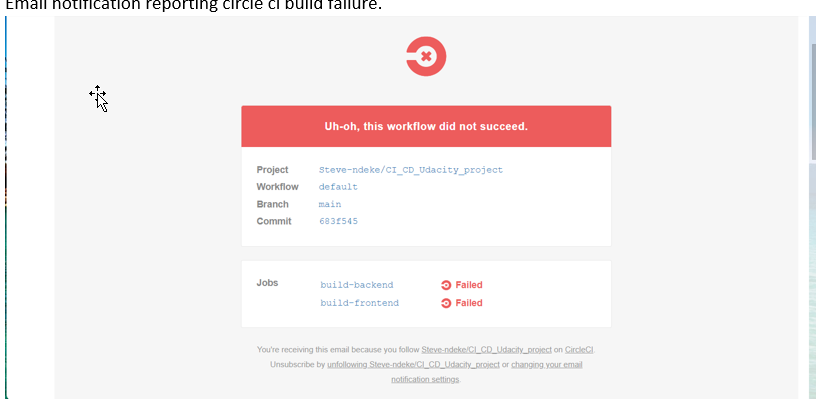 Email notification reporting circle ci build failure.
Uh-oh, this workflow did not succeed.
Project Steve-ndeke/CI_CD_Udacity_project
Workflow default
Branch main
Commit 683f545
Jobs build-backend Failed
build-frontend Failed
You're receiving this email because you follow Steve-ndeke/CI_CD_Udacity_project on CircleCI.
Unsubscribe by unfollowing Steve-ndeke/CI_CD_Udacity_project or changing your email
notification settings.